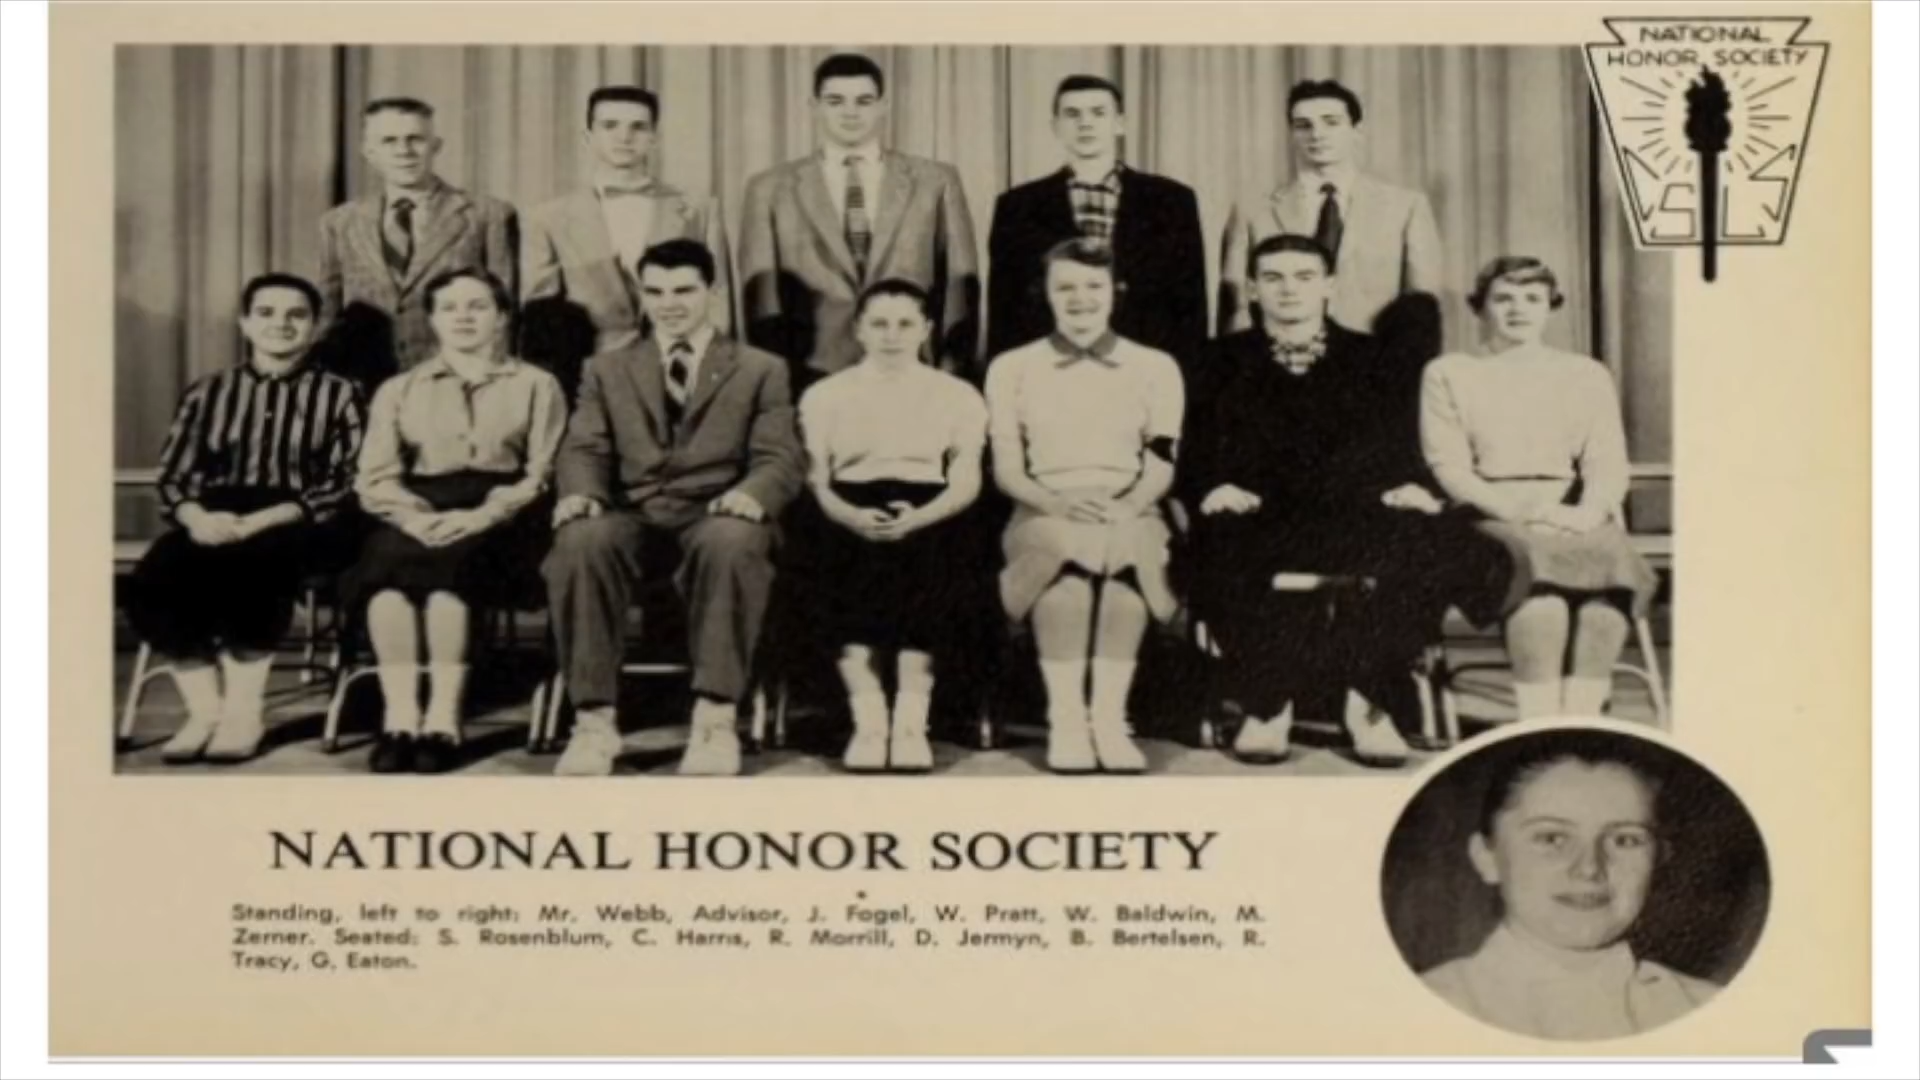 NATIONAL
HONOR SOCIETY
C S L S
NATIONAL HONOR SOCIETY
Standing, left to right: Mr. Webb, Advisor, J. Fogel, W. Pratt, W. Baldwin, M.
Zerner. Seated: S. Rosenblum, C. Harris, R. Morrill, D. Jermyn, B. Bertelsen, R.
Tracy, G. Eaton.